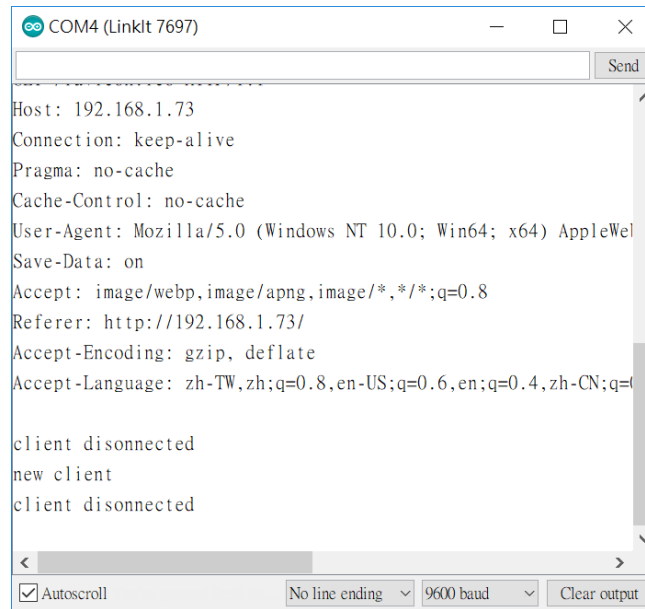 COM4 (LinkIt 7697)
Send
Host: 192.168.1.73
Connection: keep-alive
Pragma: no-cache
Cache-Control: no-cache
User-Agent: Mozilla/5.0 (Windows NT 10.0; Win64; x64) AppleWe
Save-Data: on
Accept: image/webp,image/apng,image/*,*/*;q=0.8
Referer: http://192.168.1.73/
Accept-Encoding: gzip, deflate
Accept-Language: zh-TW,zh;q=0.8,en-US;q=0.6,en;q=0.4,zh-CN;q=
client disonnected
new client
client disonnected
Autoscroll No line ending 9600 baud Clear output